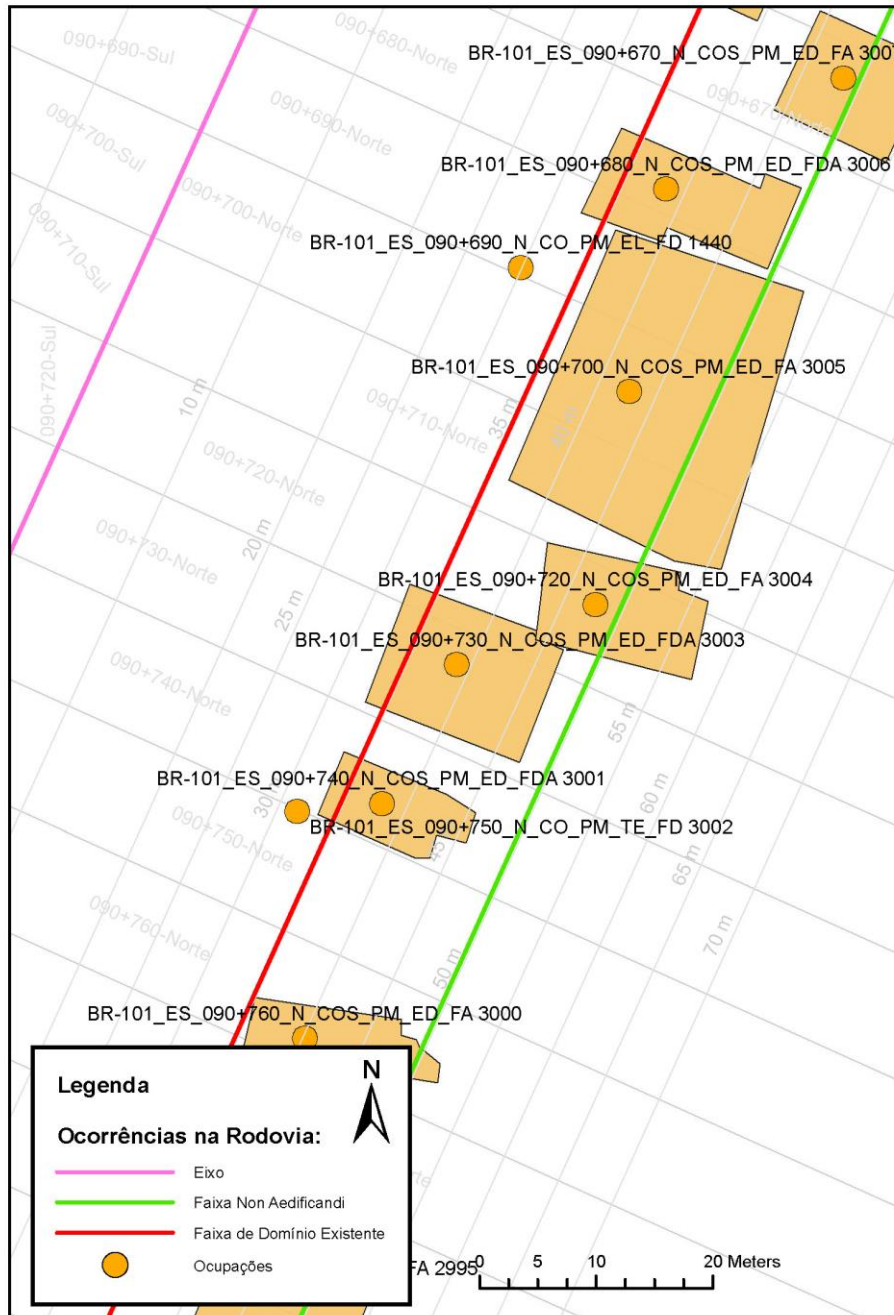 090+690-Sul
090+680-Norte
BR-101_ES_090+670_N_COS_PM_ED_FA 3007
090+700-Sul
090+690-Norte
090+670-Norte
BR-101_ES_090+680_N_COS_PM_ED_FDA 3006
090+710-Sul
090+700-Norte
BR-101_ES_090+690_N_CO_PM_EL_FD 1440
090+720-Sul
10 m
BR-101_ES_090+700_N_COS_PM_ED_FA 3005
090+710-Norte
35 m
40 m
090+720-Norte
090+730-Norte
20 m
BR-101_ES_090+720_N_COS_PM_ED_FA 3004
25 m
BR-101_ES_090+730_N_COS_PM_ED_FDA 3003
090+740-Norte
55 m
BR-101_ES_090+740_N_COS_PM_ED_FDA 3001
30 m
60 m
BR-101_ES_090+750_N_CO_PM_TE_FD 3002
090+750-Norte
65 m
090+760-Norte
70 m
50 m
BR-101_ES_090+760_N_COS_PM_ED_FA 3000
Legenda
N
Ocorrências na Rodovia:
Eixo
Faixa Non Aedificandi
Faixa de Domínio Existente
Ocupações
FA 2995
0 5 10 20 Meters